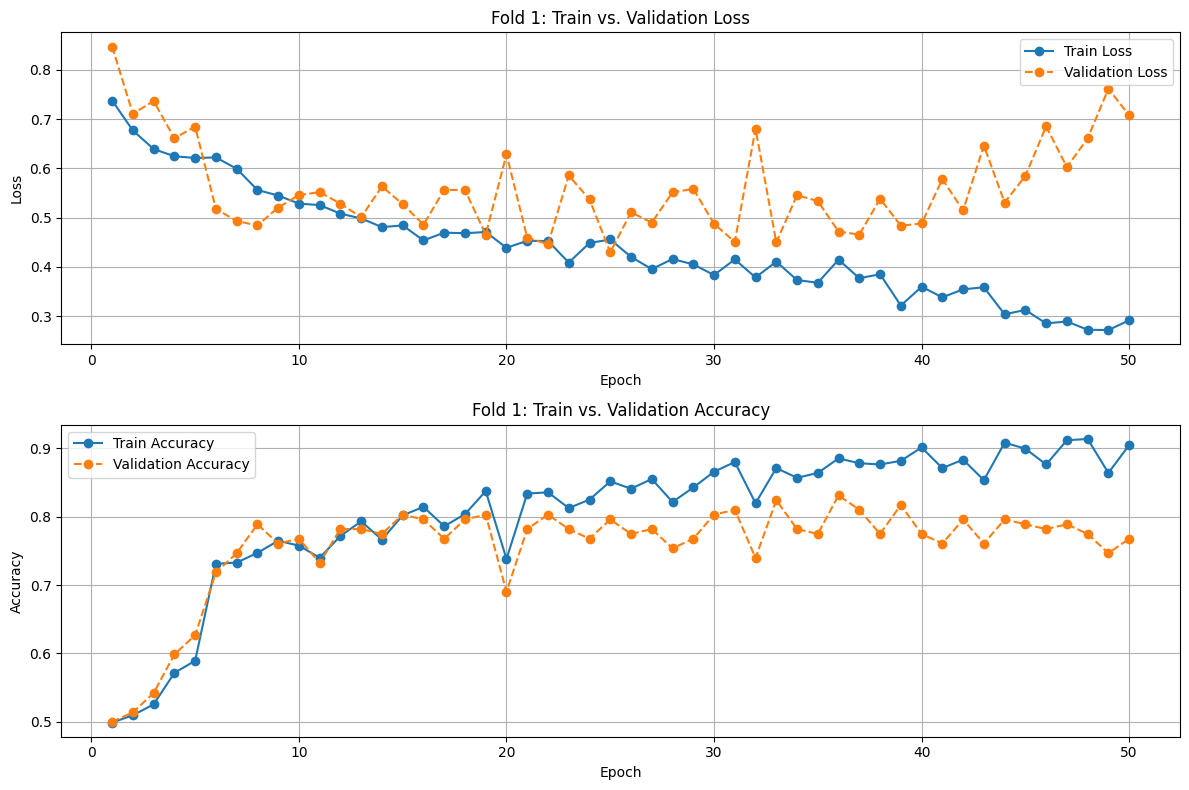 Fold 1: Train vs. Validation Loss
Train Loss
Validation Loss
0.8
0.7
0.6
0.5
0.4
0.3
Loss
0 10 20 30 40 50
Epoch
Fold 1: Train vs. Validation Accuracy
Train Accuracy
Validation Accuracy
0.9
0.8
0.7
0.6
0.5
Accuracy
0 10 20 30 40 50
Epoch